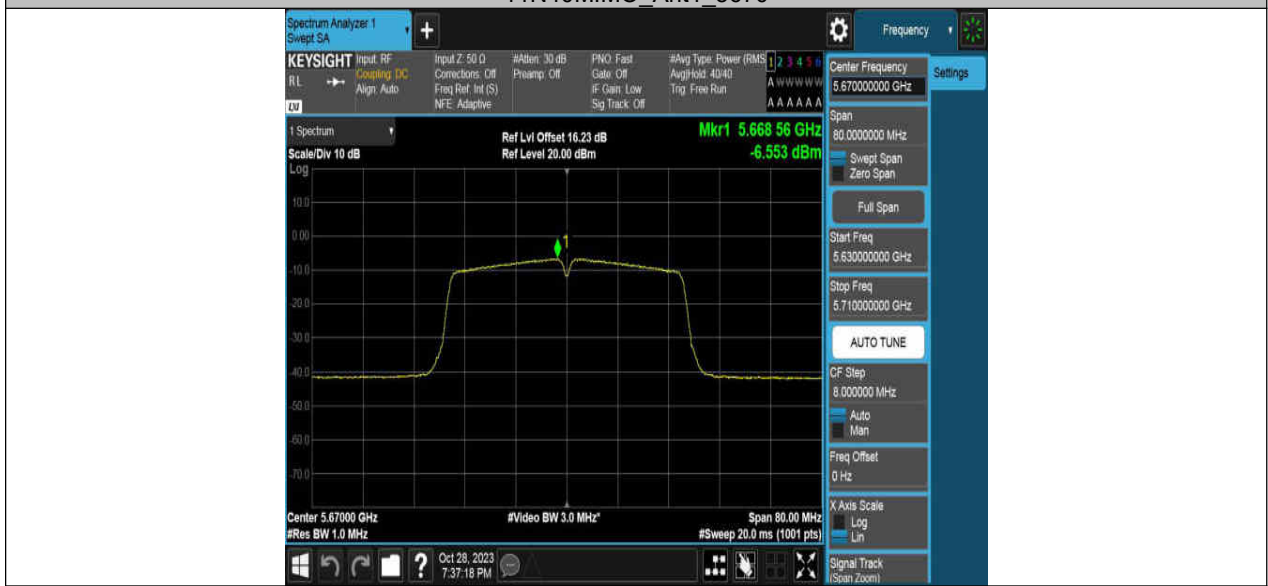 Spectrum Analyzer 1
Swept SA
+
Frequency
KEYSIGHT
RL
Input: RF
Coupling: DC
Align: Auto
Input Z: 50 Ω
Corrections: Off
Freq Ref: Int (S)
NFE: Adaptive
#Atten: 30 dB
Preamp: Off
PNO: Fast
Gate: Off
IF Gain: Low
Sig Track: Off
#Avg Type: Power (RMS
Avg|Hold: 40/40
Trig: Free Run
1 2 3 4 5 6
A W W W W W
A A A A A A
1 Spectrum
Scale/Div 10 dB
Ref Lvl Offset 16.23 dB
Ref Level 20.00 dBm
Mkr1 5.668 56 GHz
-6.553 dBm
Log
10.0
0.00
-10.0
-20.0
-30.0
-40.0
-50.0
-60.0
-70.0
1
Center 5.67000 GHz
#Res BW 1.0 MHz
#Video BW 3.0 MHz*
Span 80.00 MHz
#Sweep 20.0 ms (1001 pts)
Oct 28, 2023
7:37:18 PM
?
Center Frequency
5.670000000 GHz
Settings
Span
80.0000000 MHz
Swept Span
Zero Span
Full Span
Start Freq
5.630000000 GHz
Stop Freq
5.710000000 GHz
AUTO TUNE
CF Step
8.000000 MHz
Auto
Man
Freq Offset
0 Hz
X Axis Scale
Log
Lin
Signal Track
(Span Zoom)